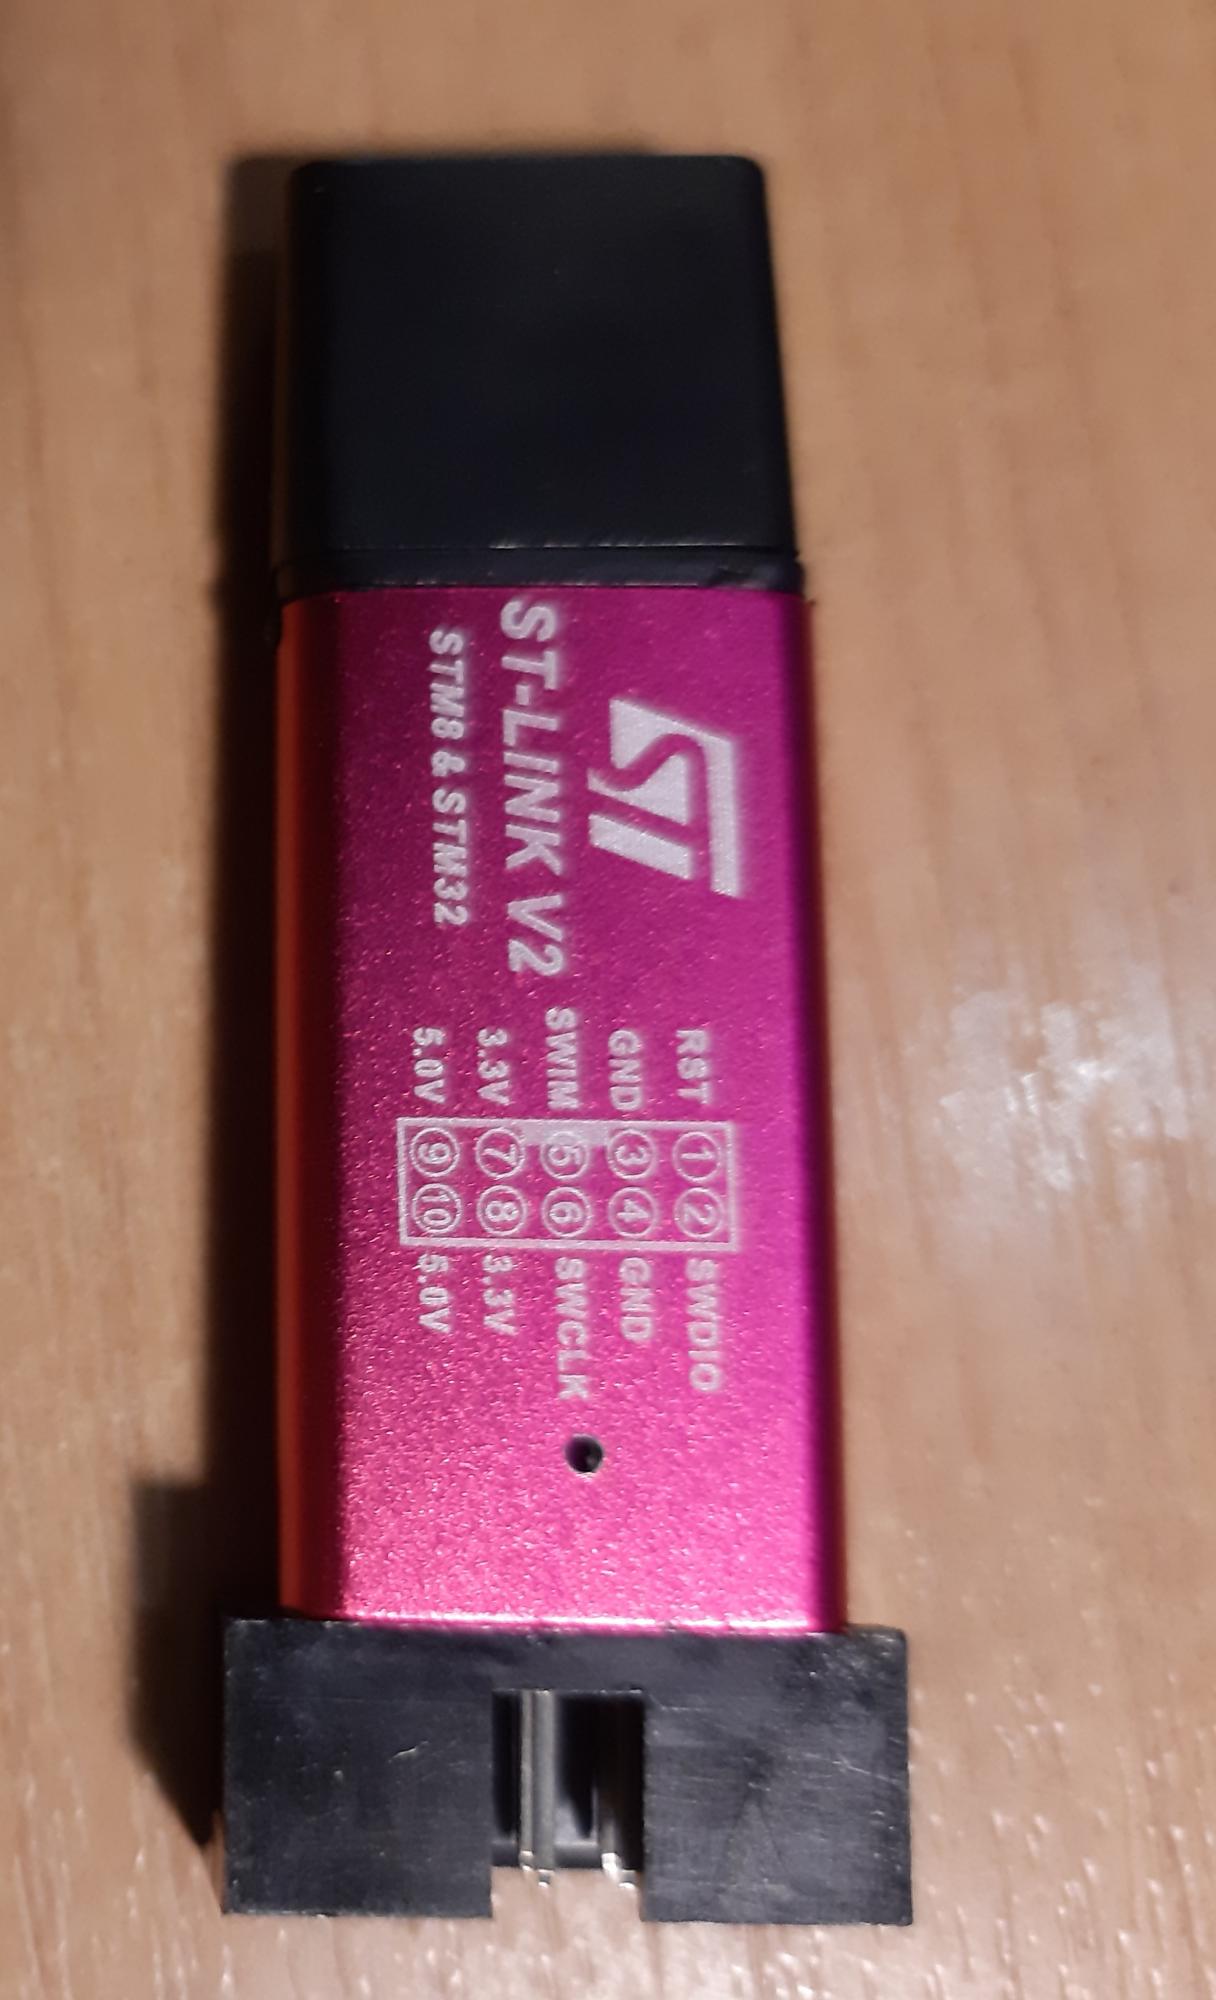 ST
ST-LINK V2
STM8 & STM32
RST ① ② SWDIO
GND ③ ④ GND
SWIM ⑤ ⑥ SWCLK
3.3V ⑦ ⑧ 3.3V
5.0V ⑨ ⑩ 5.0V